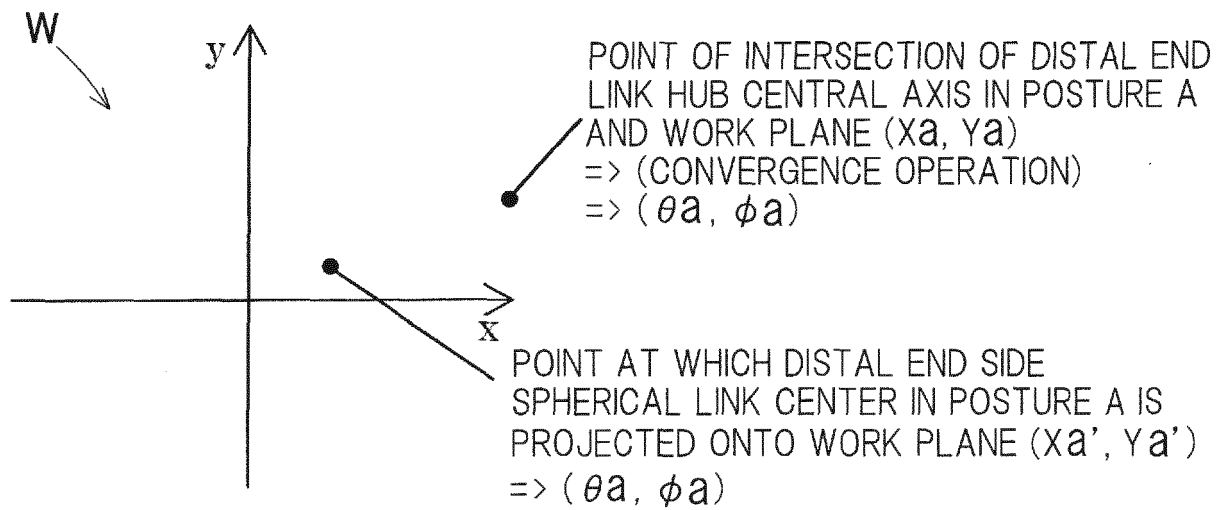 W
y
POINT OF INTERSECTION OF DISTAL END
LINK HUB CENTRAL AXIS IN POSTURE A
AND WORK PLANE (Xa, Ya)
=> (CONVERGENCE OPERATION)
=> (θa, φa)
x
POINT AT WHICH DISTAL END SIDE
SPHERICAL LINK CENTER IN POSTURE A IS
PROJECTED ONTO WORK PLANE (Xa', Ya')
=> (θa, φa)